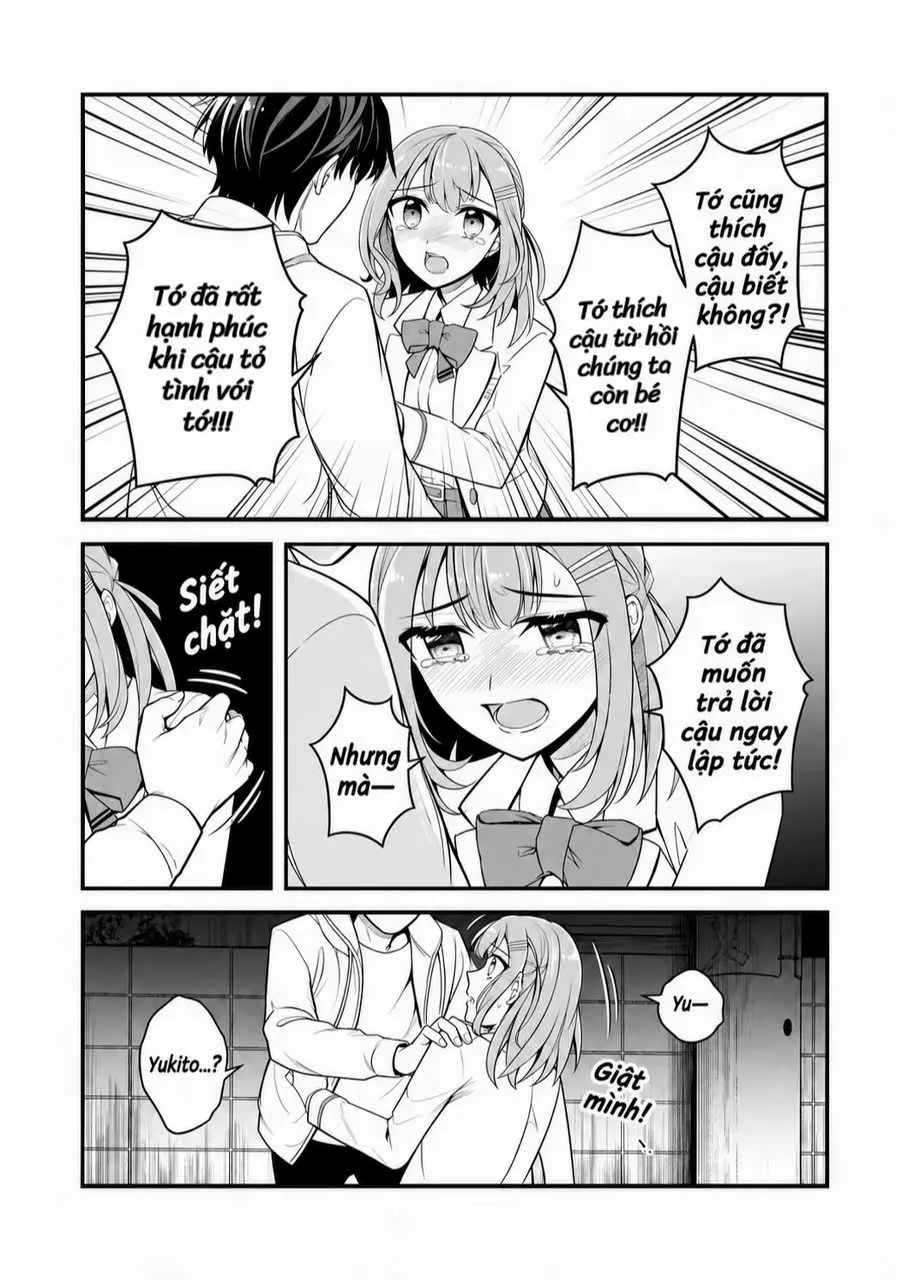 Tớ cũng
thích
cậu đấy,
cậu biết
không?!
Tớ thích
cậu từ hồi
chúng ta
còn bé
cơ!!
Tớ đã rất
hạnh phúc
khi cậu tỏ
tình với
tớ!!!
Tớ đã
muốn
trả lời
cậu ngay
lập tức!
Nhưng
mà—
Siết
chặt!
Yu—
Giật
mình!
Yukito...?